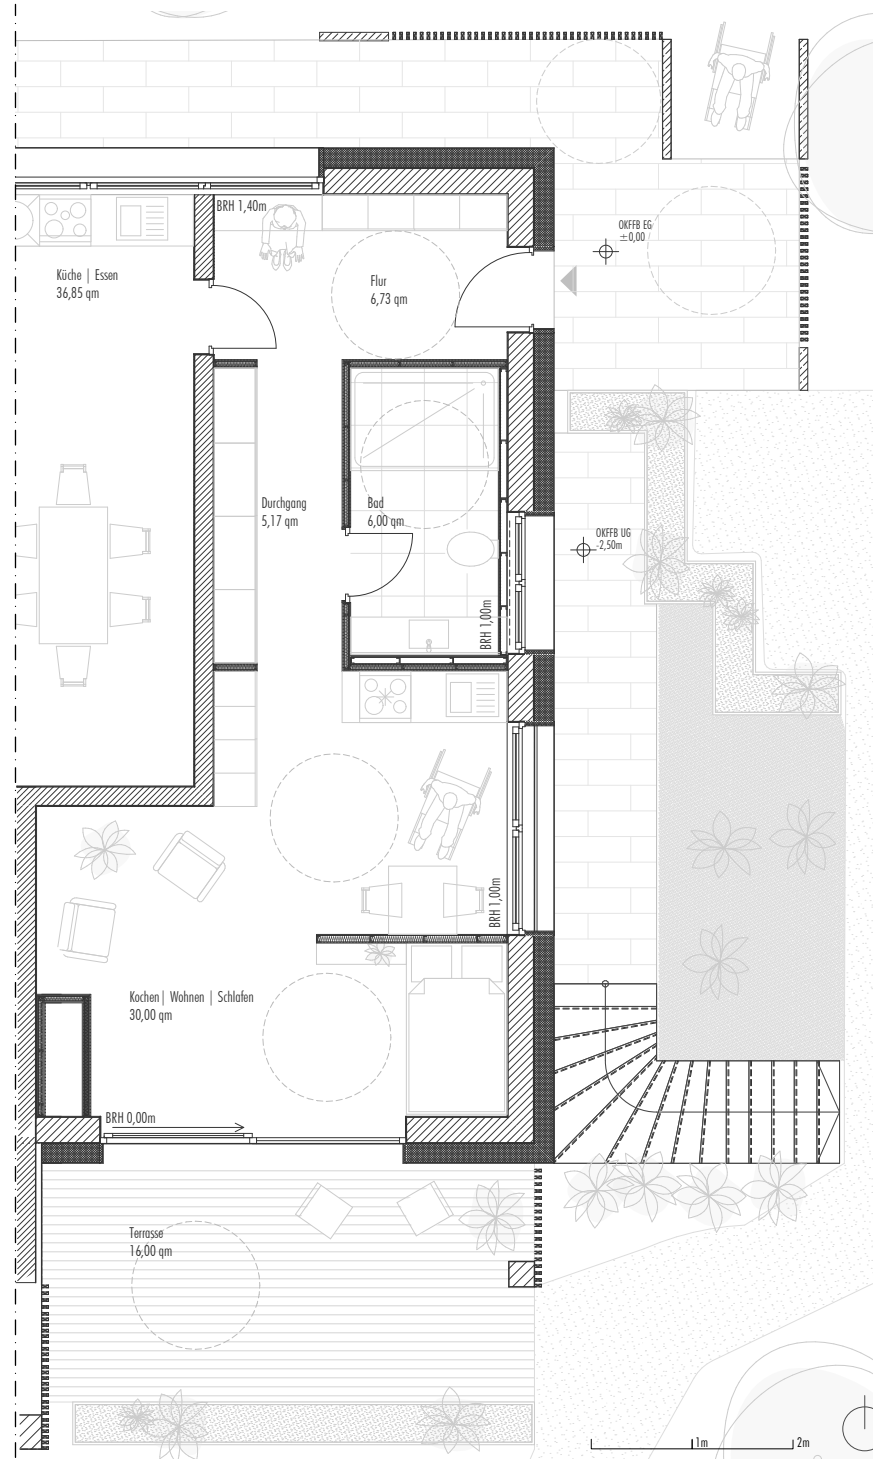 BRH 1,40m
OKFFB EG
±0,00
Küche | Essen
36,85 qm
Flur
6,73 qm
Durchgang
5,17 qm
Bad
6,00 qm
OKFFB UG
-2,50m
BRH 1,00m
BRH 1,00m
Kochen | Wohnen | Schlafen
30,00 qm
BRH 0,00m
Terrasse
16,00 qm
1m
2m